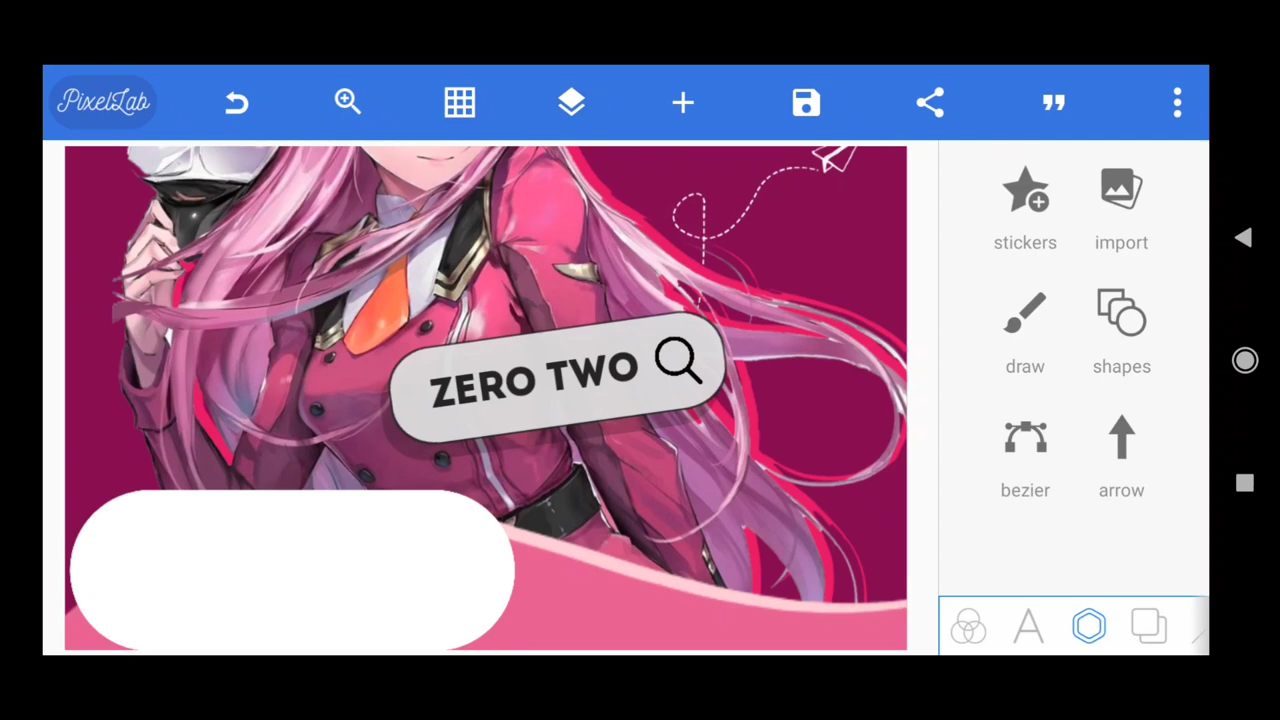 PixelLab
stickers
import
ZERO TWO
draw
shapes
bezier
arrow